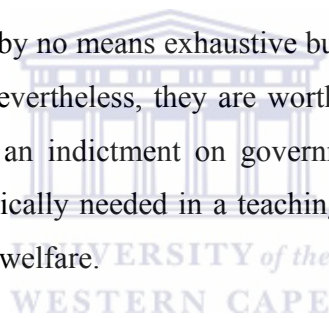 by no means exhaustive bu
evertheless, they are worth
an indictment on governi
ically needed in a teaching
welfare.
UNIVERSITY of the
WESTERN CAPE